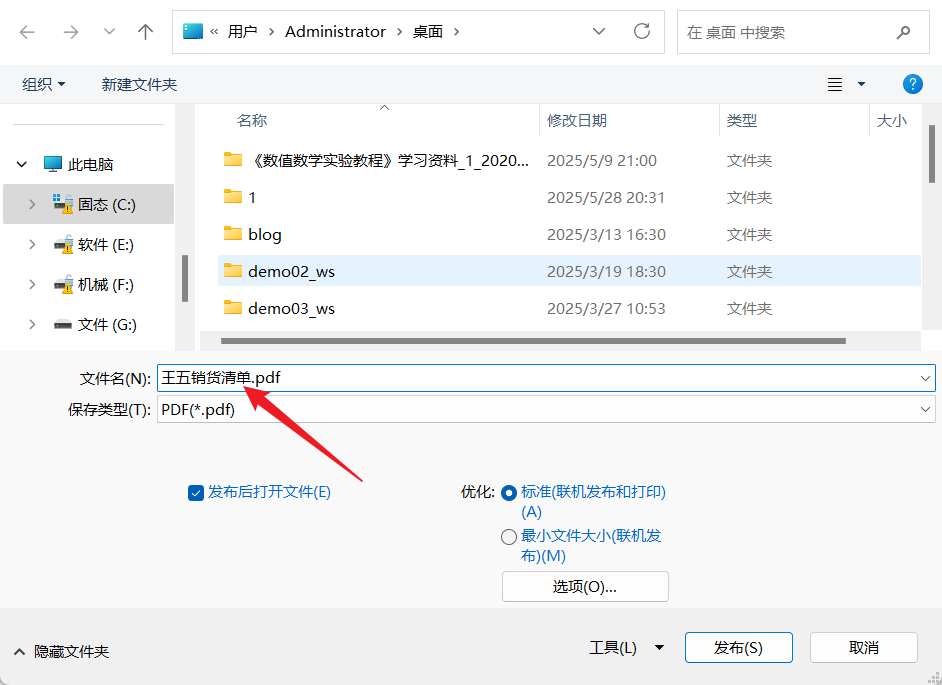 « 用户 › Administrator › 桌面 ›
在 桌面 中搜索
组织 新建文件夹
名称 修改日期 类型 大小
此电脑
固态 (C:)
软件 (E:)
机械 (F:)
文件 (G:)
《数值数学实验教程》学习资料_1_2020... 2025/5/9 21:00 文件夹
1 2025/5/28 20:31 文件夹
blog 2025/3/13 16:30 文件夹
demo02_ws 2025/3/19 18:30 文件夹
demo03_ws 2025/3/27 10:53 文件夹
文件名(N): 王五销货清单.pdf
保存类型(T): PDF(*.pdf)
发布后打开文件(E)
优化: 标准(联机发布和打印)
(A)
最小文件大小(联机发
布)(M)
选项(O)...
隐藏文件夹
工具(L) 发布(S) 取消